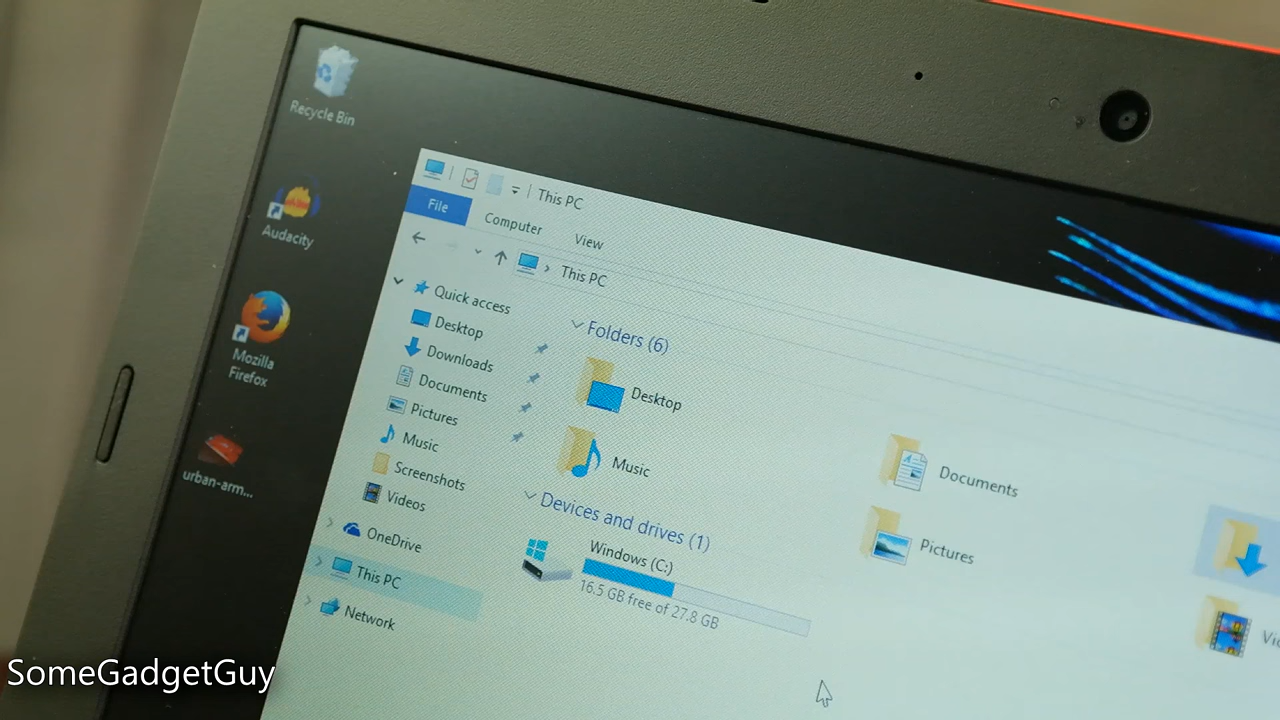 Recycle Bin
Audacity
Mozilla
Firefox
urban-arm...
This PC
File
Computer
View
This PC
Quick access
Desktop
Downloads
Documents
Pictures
Music
Screenshots
Videos
OneDrive
This PC
Network
Folders (6)
Desktop
Music
Documents
Pictures
Devices and drives (1)
Windows (C:)
16.5 GB free of 27.8 GB
SomeGadgetGuy